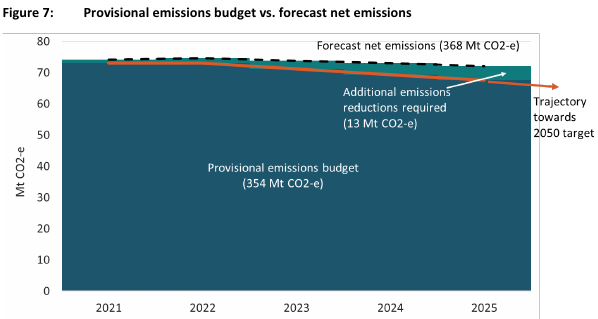 Figure 7: Provisional emissions budget vs. forecast net emissions
80
70
60
50
40
30
20
10
0
Mt CO2-e
Forecast net emissions (368 Mt CO2-e)
Additional emissions
reductions required
(13 Mt CO2-e)
Trajectory
towards
2050 target
Provisional emissions budget
(354 Mt CO2-e)
2021 2022 2023 2024 2025